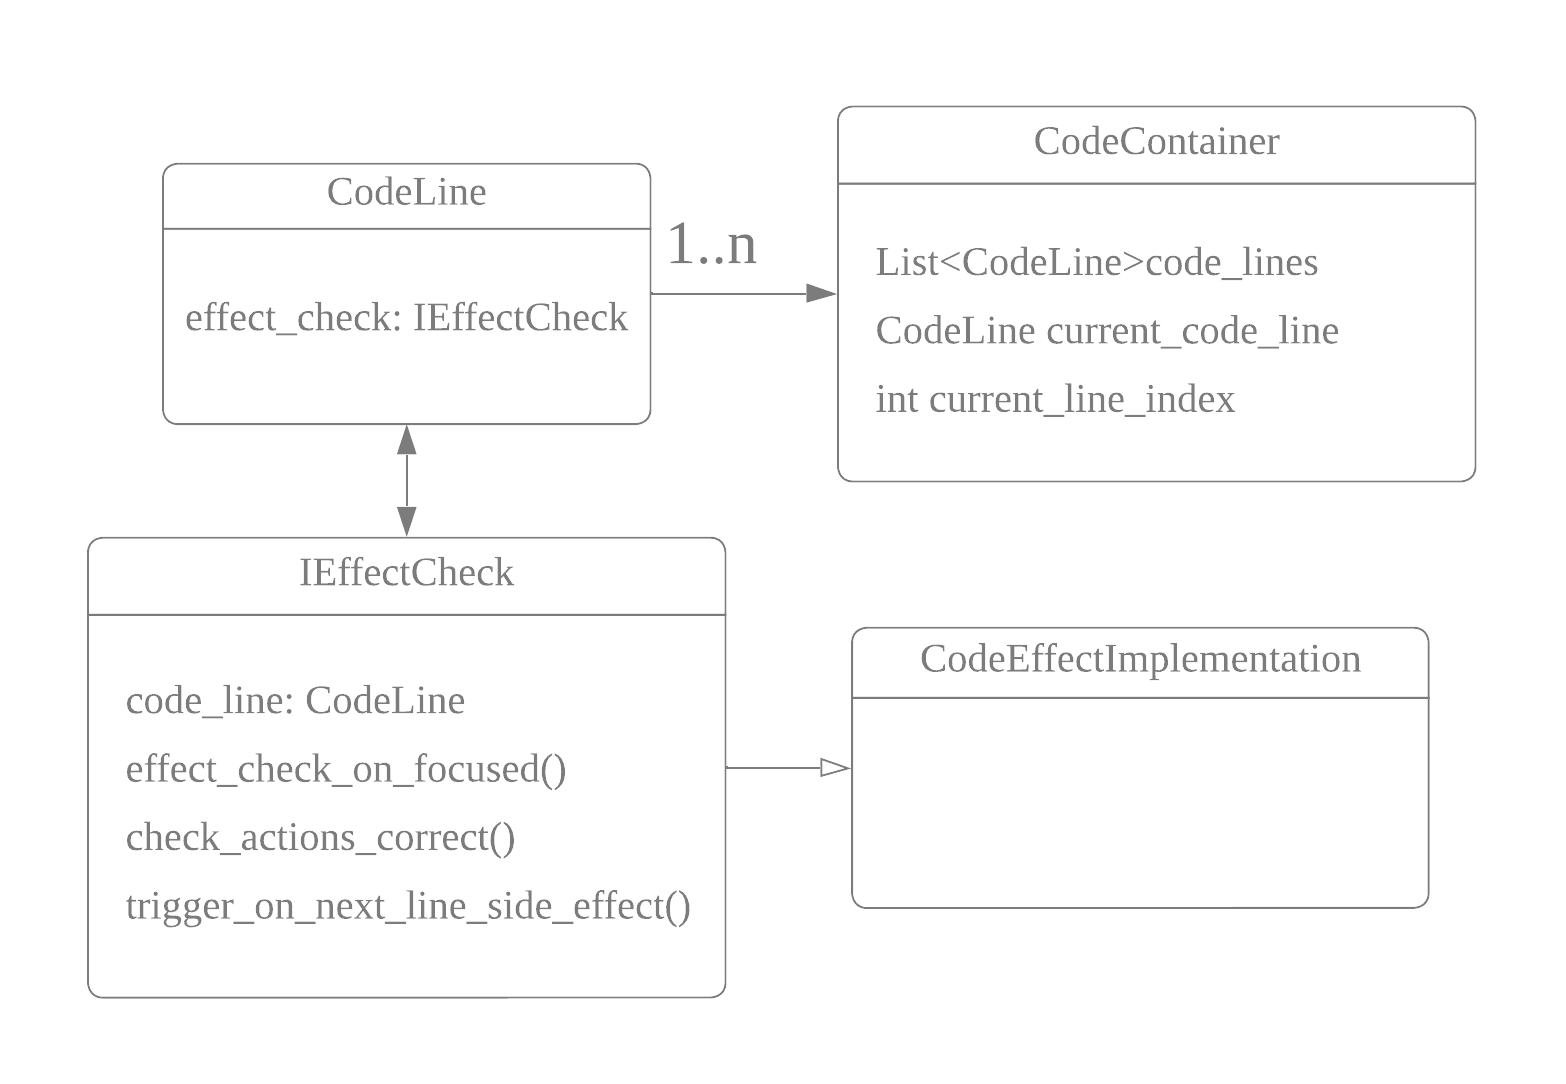 CodeLine
effect_check: IEffectCheck
1..n
CodeContainer
List<CodeLine>code_lines
CodeLine current_code_line
int current_line_index
IEffectCheck
code_line: CodeLine
effect_check_on_focused()
check_actions_correct()
trigger_on_next_line_side_effect()
CodeEffectImplementation